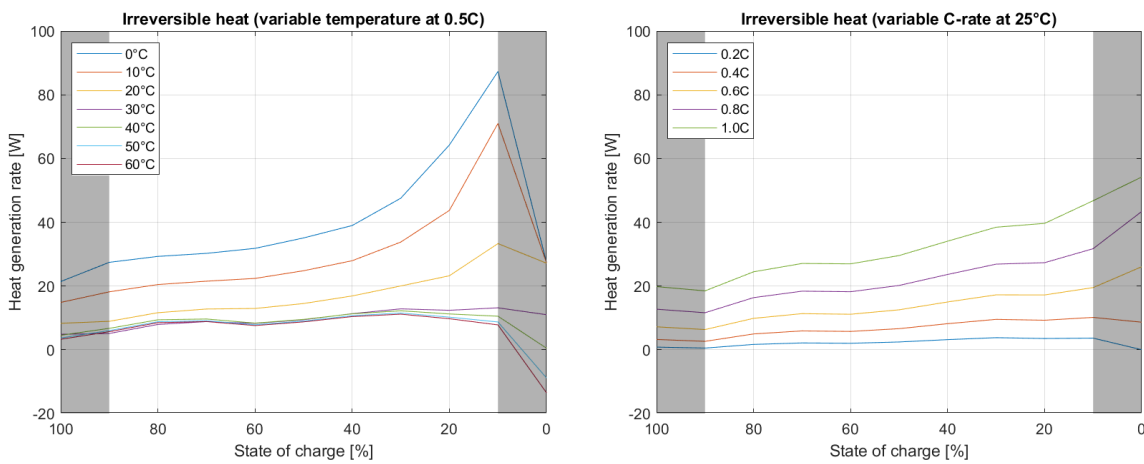 Irreversible heat (variable temperature at 0.5C)
100
80
60
40
20
0
-20
Heat generation rate [W]
0°C
10°C
20°C
30°C
40°C
50°C
60°C
100
80
60
40
20
0
State of charge [%]
Irreversible heat (variable C-rate at 25°C)
100
80
60
40
20
0
-20
Heat generation rate [W]
0.2C
0.4C
0.6C
0.8C
1.0C
100
80
60
40
20
0
State of charge [%]